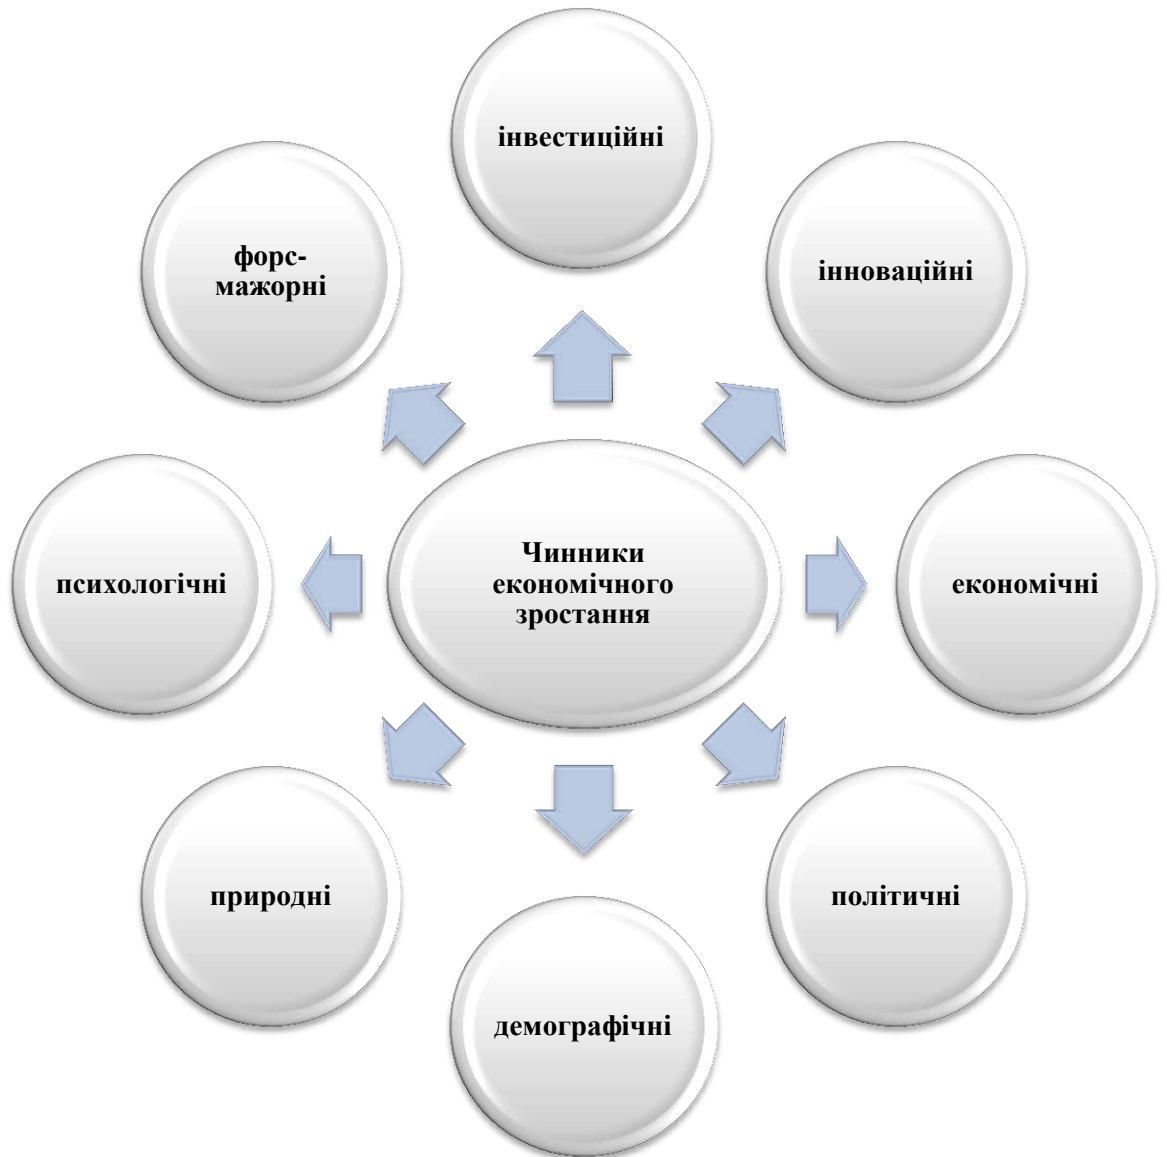 інвестиційні
форс-
мажорні
інноваційні
психологічні
Чинники
економічного
зростання
економічні
природні
політичні
демографічні